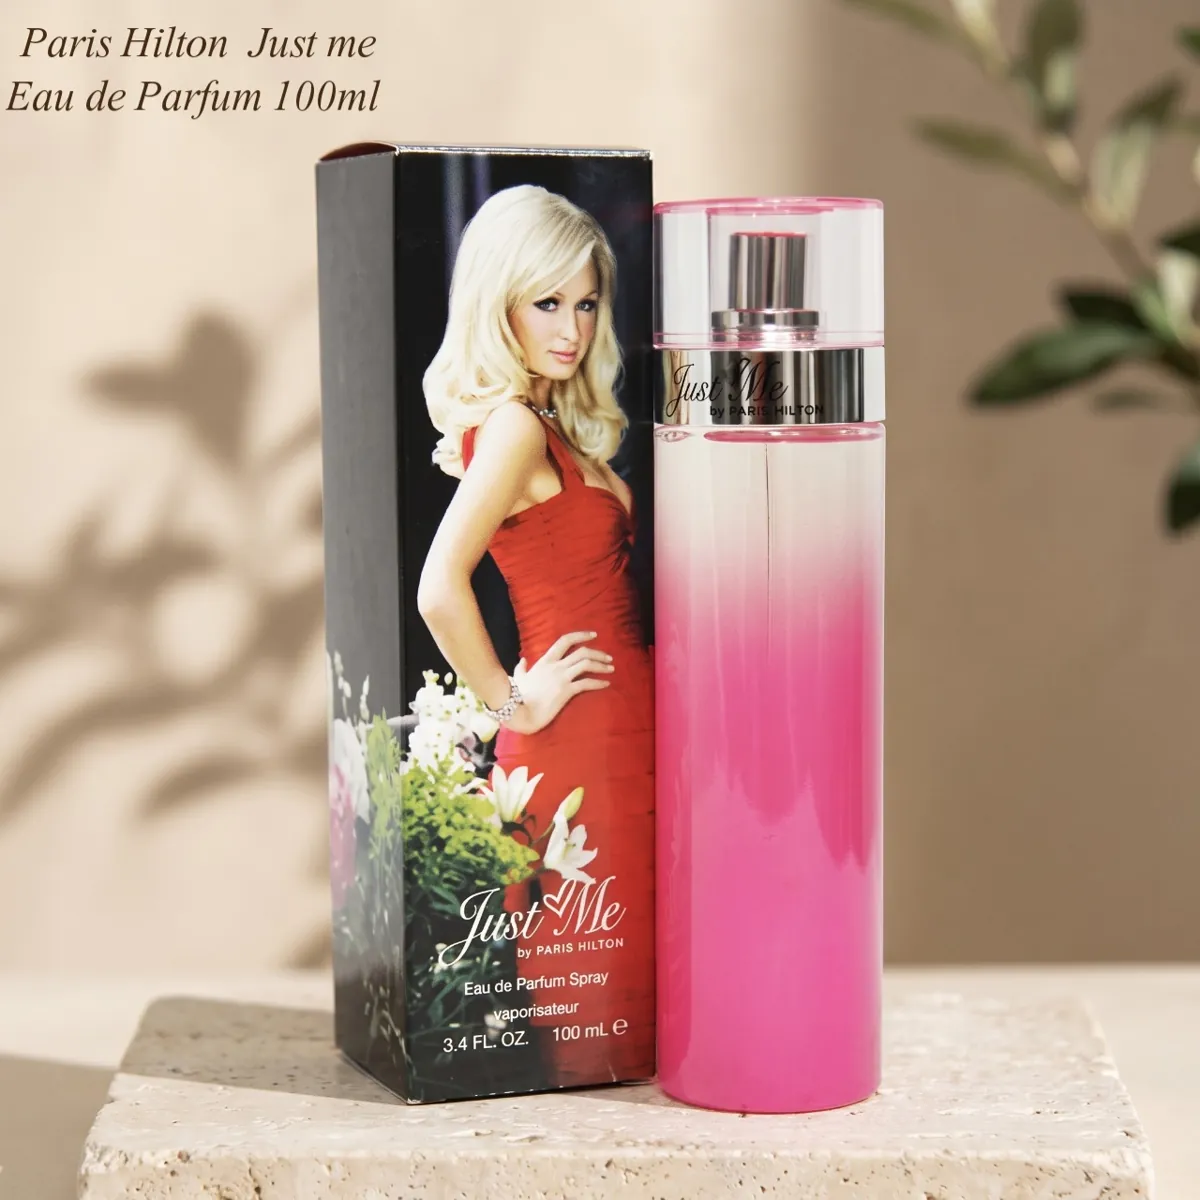 Paris Hilton  Just me
Eau de Parfum 100ml
Just Me
by PARIS HILTON
Just Me
by PARIS HILTON
Eau de Parfum Spray
vaporisateur
3.4 FL. OZ. 100 mL ℮